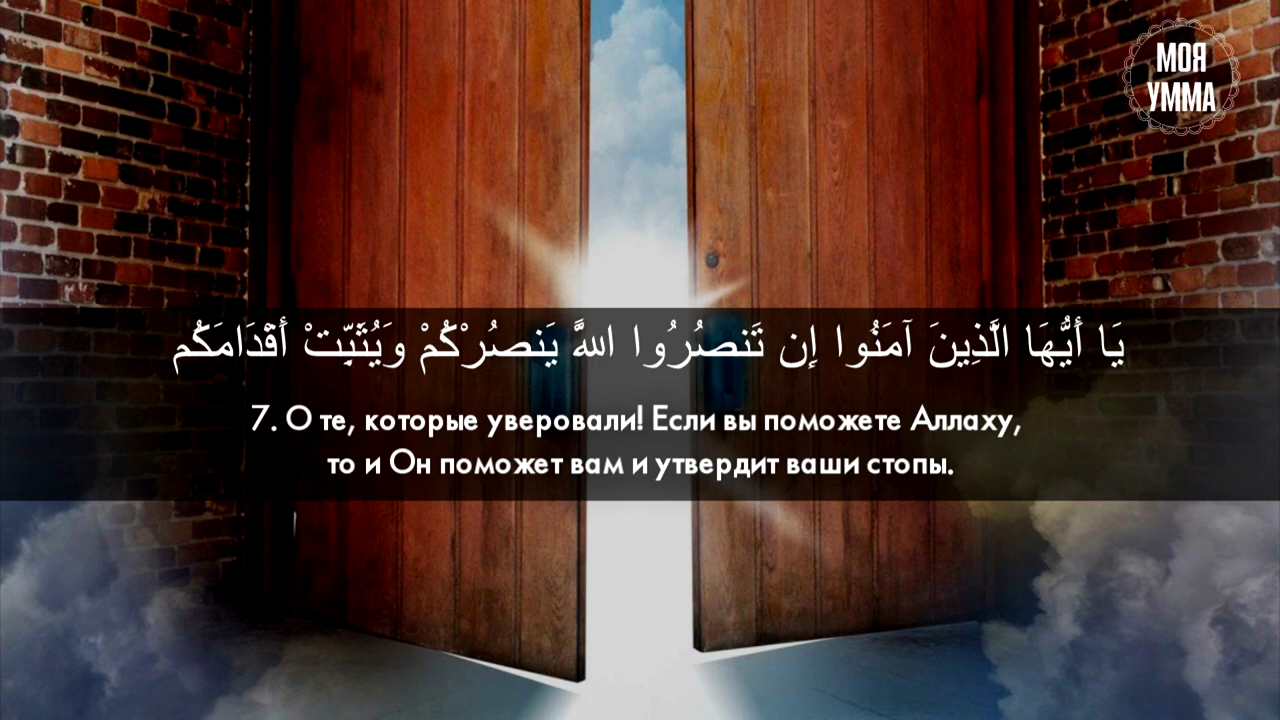 МОЯ
УММА
يَا أَيُّهَا الَّذِينَ آمَنُوا إِن تَنصُرُوا اللَّهَ يَنصُرْكُمْ وَيُثَبِّتْ أَقْدَامَكُم
7. О те, которые уверовали! Если вы поможете Аллаху,
то и Он поможет вам и утвердит ваши стопы.